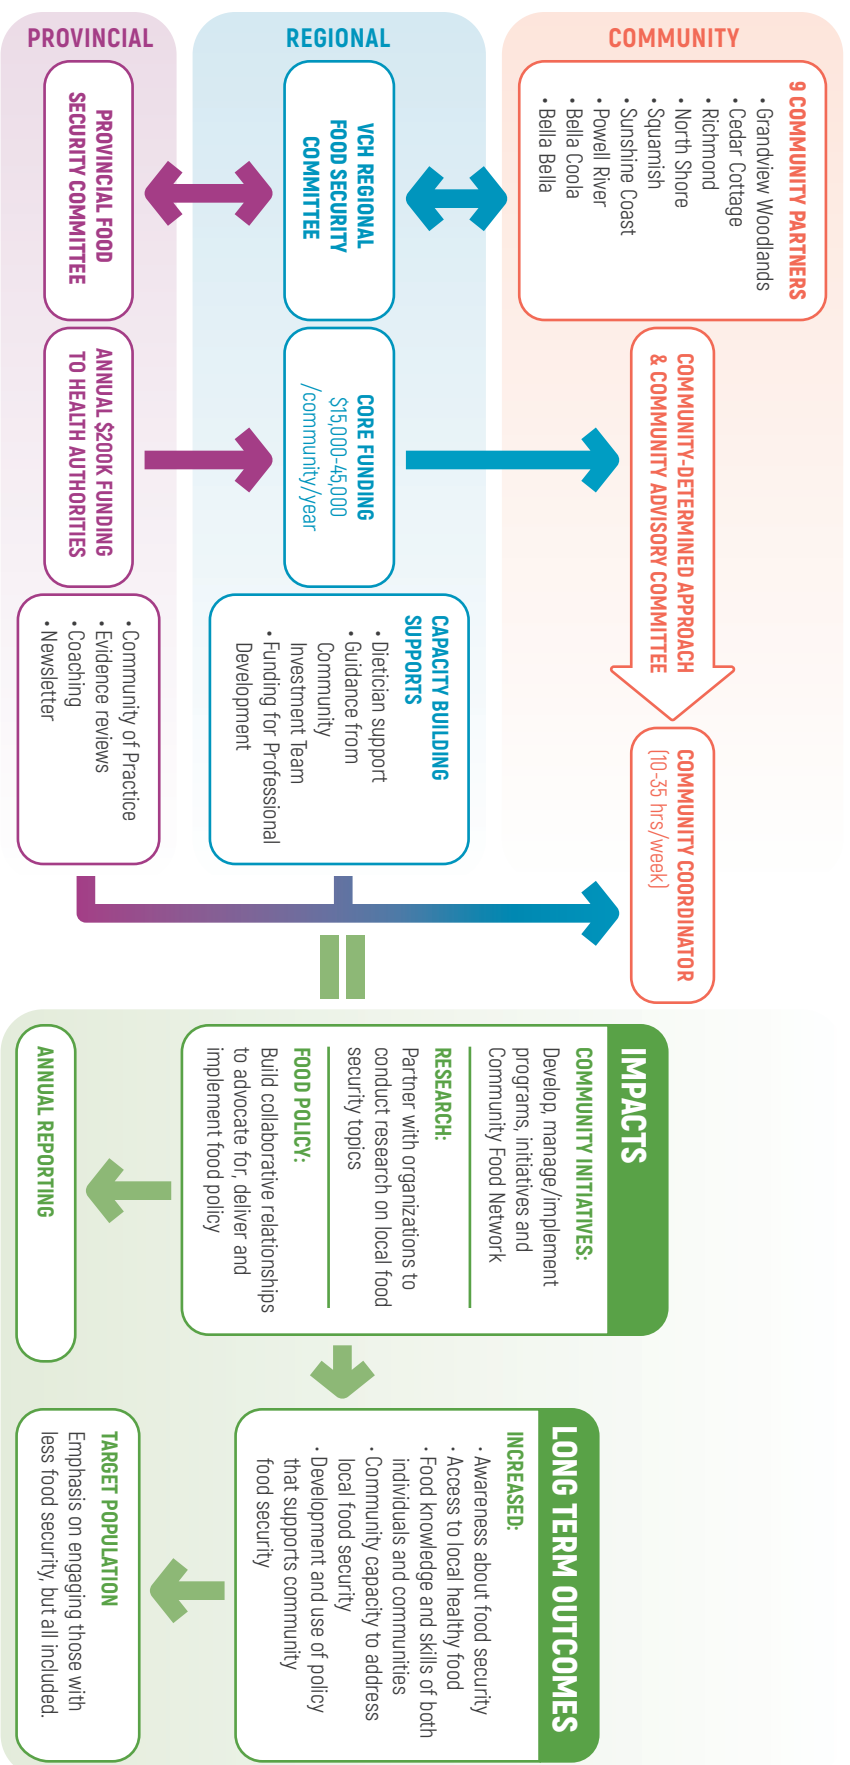 COMMUNITY
9 COMMUNITY PARTNERS
• Grandview Woodlands
• Cedar Cottage
• Richmond
• North Shore
• Squamish
• Sunshine Coast
• Powell River
• Bella Coola
• Bella Bella
COMMUNITY-DETERMINED APPROACH
& COMMUNITY ADVISORY COMMITTEE
COMMUNITY COORDINATOR
(10-35 hrs/week)
REGIONAL
VCH REGIONAL
FOOD SECURITY
COMMITTEE
CORE FUNDING
$15,000-45,000
/community/year
CAPACITY BUILDING
SUPPORTS
• Dietician support
• Guidance from
Community
Investment Team
• Funding for Professional
Development
PROVINCIAL
PROVINCIAL FOOD
SECURITY COMMITTEE
ANNUAL $200K FUNDING
TO HEALTH AUTHORITIES
• Community of Practice
• Evidence reviews
• Coaching
• Newsletter
IMPACTS
COMMUNITY INITIATIVES:
Develop, manage/implement
programs, initiatives and
Community Food Network
RESEARCH:
Partner with organizations to
conduct research on local food
security topics
FOOD POLICY:
Build collaborative relationships
to advocate for, deliver and
implement food policy
ANNUAL REPORTING
LONG TERM OUTCOMES
INCREASED:
• Awareness about food security
• Access to local healthy food
• Food knowledge and skills of both
individuals and communities
• Community capacity to address
local food security
• Development and use of policy
that supports community
food security
TARGET POPULATION
Emphasis on engaging those with
less food security, but all included.